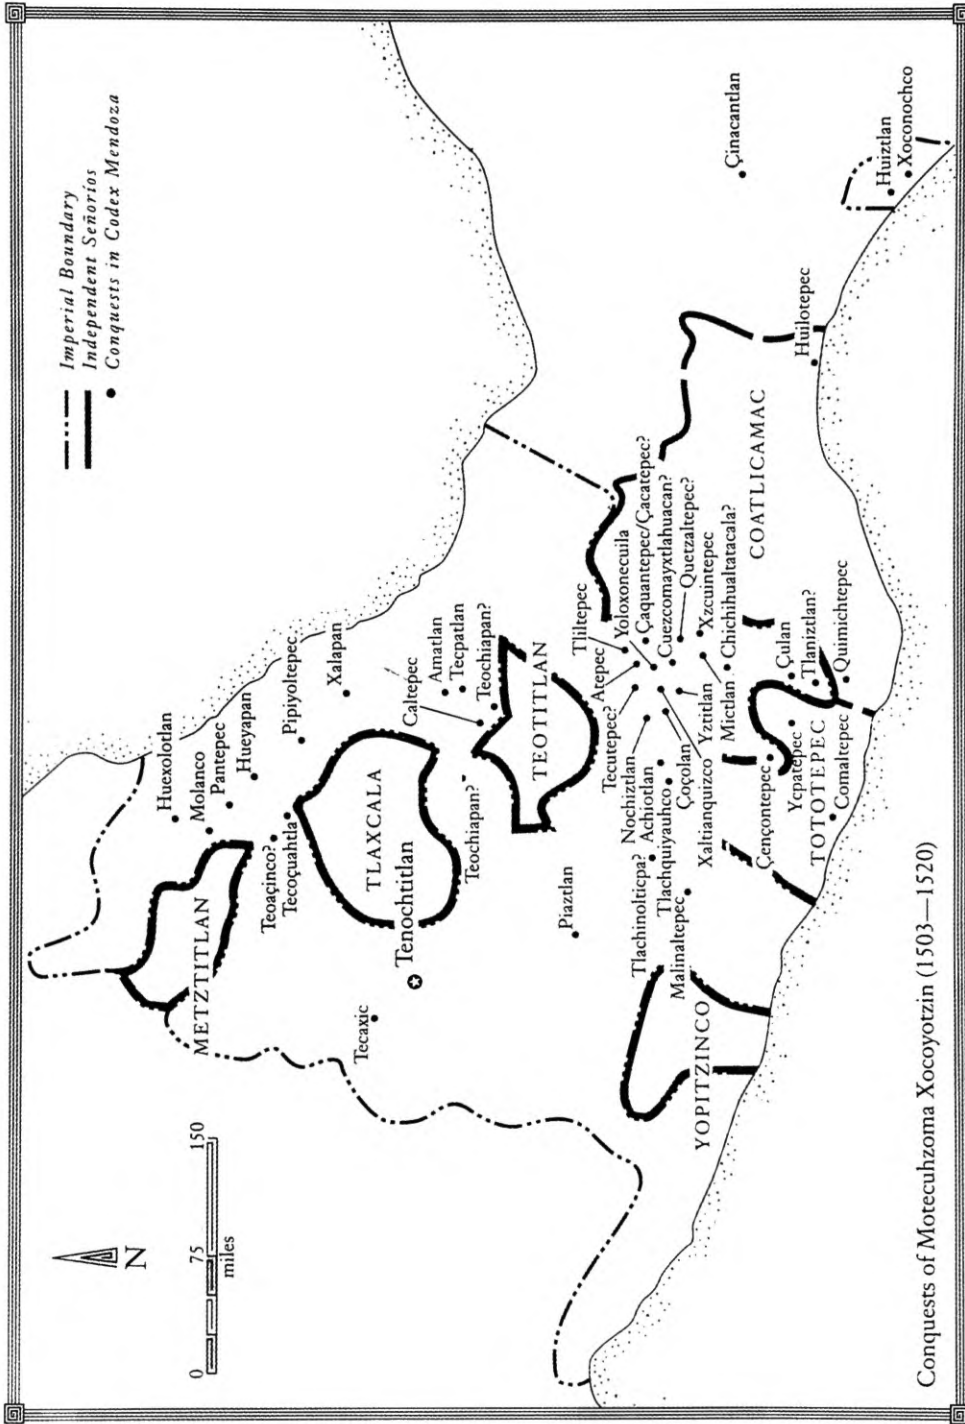 Imperial Boundary
Independent Señoríos
Conquests in Codex Mendoza
N
0 75 150
miles
Huexolotlan
Molanco
Pantepec
Hueyapan
Pipiyoltepec
Xalapan
METZTITLAN
Teoaçinco?
Tecoçuahtla
TLAXCALA
Tenochtitlan
Tecaxic
Caltepec
Amatlan
Tecpatlan
Teochiapan?
Teochiapan?
TEOTITLAN
Piaztlan
Tliltepec
Yoloxonecuila
Çaquantepec/Çacatepec?
Cuezcomayxtlahuacan?
Quetzaltepec?
Xzcuintepec
Chichihualtatacala?
Atepec
Tecutepec?
Nochiztlan
Achiotlan
Tlachinolticpa?
Tlachquiyauhco
Malinaltepec
Çoçolan
Xaltianquizco
Yztitlan
Mictlan
YOPITZINCO
COATLICAMAC
Çençontepec
Ycpatepec
TOTOTEPEC
Comaltepec
Çulan
Tlaniztlan?
Quimichtepec
Huilotepec
Çinacantlan
Huiztlan
Xoconochco
Conquests of Motecuhzoma Xocoyotzin (1503—1520)